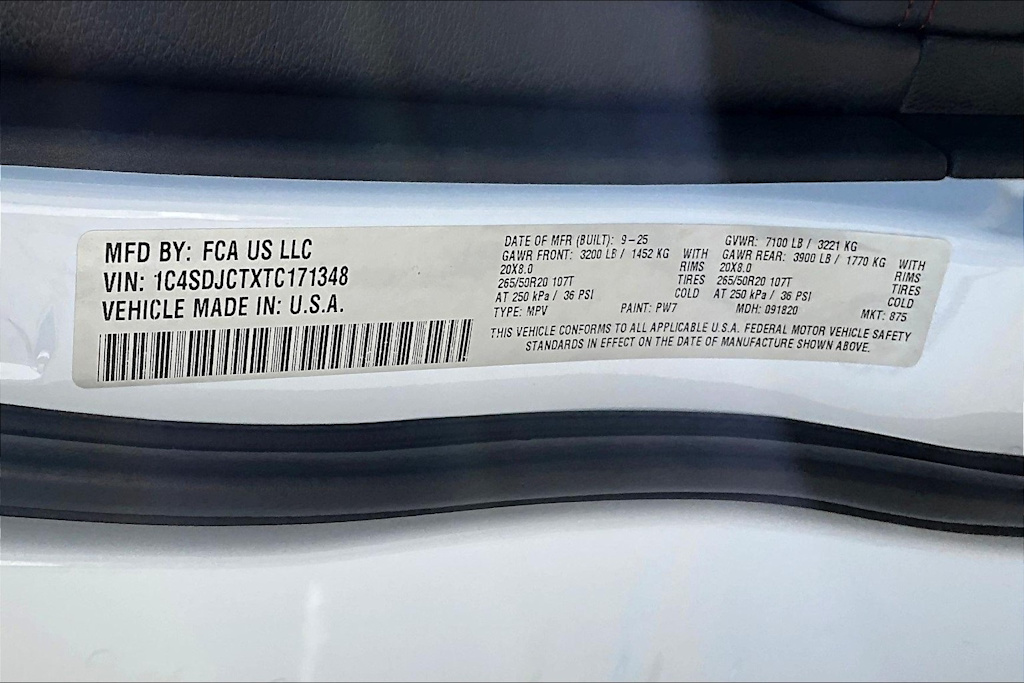 MFD BY: FCA US LLC
VIN: 1C4SDJCTXTC171348
VEHICLE MADE IN: U.S.A.
DATE OF MFR (BUILT): 9-25 GVWR: 7100 LB / 3221 KG
GAWR FRONT: 3200 LB / 1452 KG WITH GAWR REAR: 3900 LB / 1770 KG WITH
20X8.0 RIMS 20X8.0 RIMS
265/50R20 107T TIRES 265/50R20 107T TIRES
AT 250 kPa / 36 PSI COLD AT 250 kPa / 36 PSI COLD
TYPE: MPV PAINT: PW7 MDH: 091820 MKT: 875
THIS VEHICLE CONFORMS TO ALL APPLICABLE U.S.A. FEDERAL MOTOR VEHICLE SAFETY
STANDARDS IN EFFECT ON THE DATE OF MANUFACTURE SHOWN ABOVE.